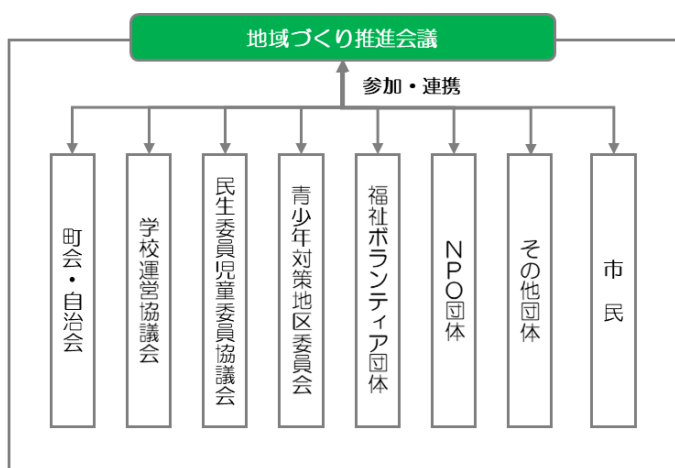 地域づくり推進会議
参加・連携
町会・自治会
学校運営協議会
民生委員児童委員協議会
青少年対策地区委員会
福祉ボランティア団体
NPO団体
その他団体
市民